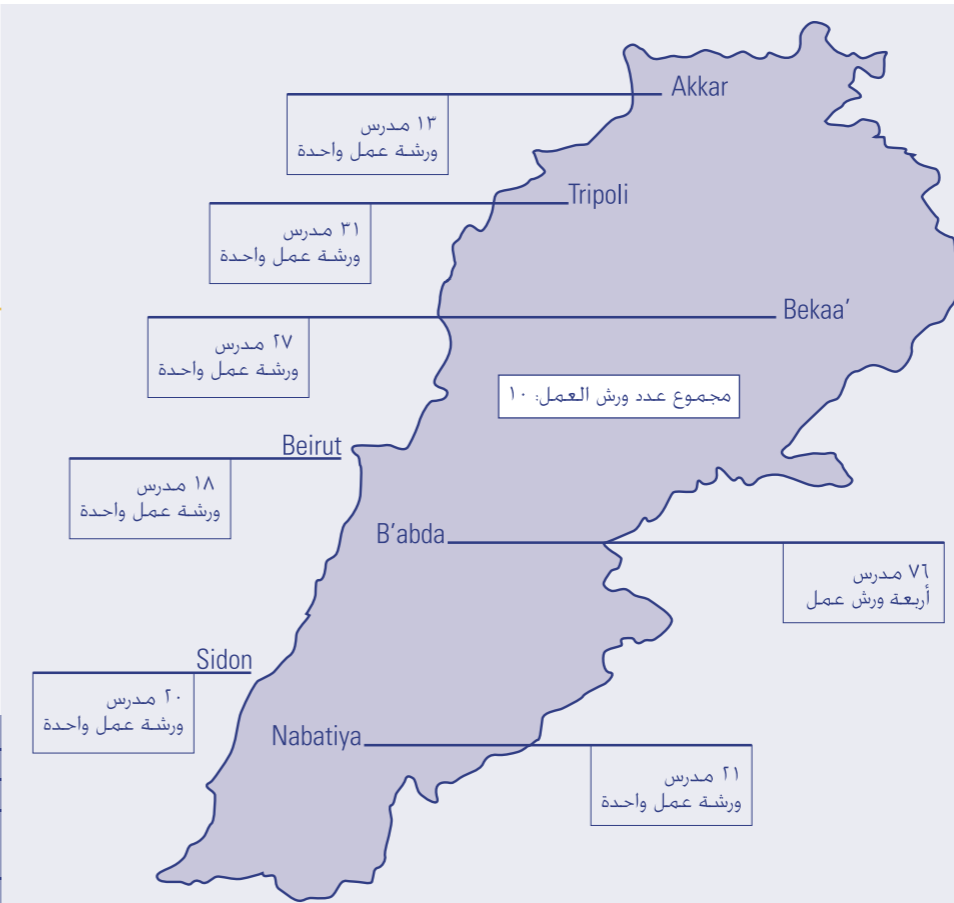 Akkar
١٣ مدرس
ورشة عمل واحدة
Tripoli
٣١ مدرس
ورشة عمل واحدة
Bekaa'
٢٧ مدرس
ورشة عمل واحدة
مجموع عدد ورش العمل: ١٠
Beirut
١٨ مدرس
ورشة عمل واحدة
B'abda
٧٦ مدرس
أربعة ورش عمل
Sidon
٢٠ مدرس
ورشة عمل واحدة
Nabatiya
٢١ مدرس
ورشة عمل واحدة